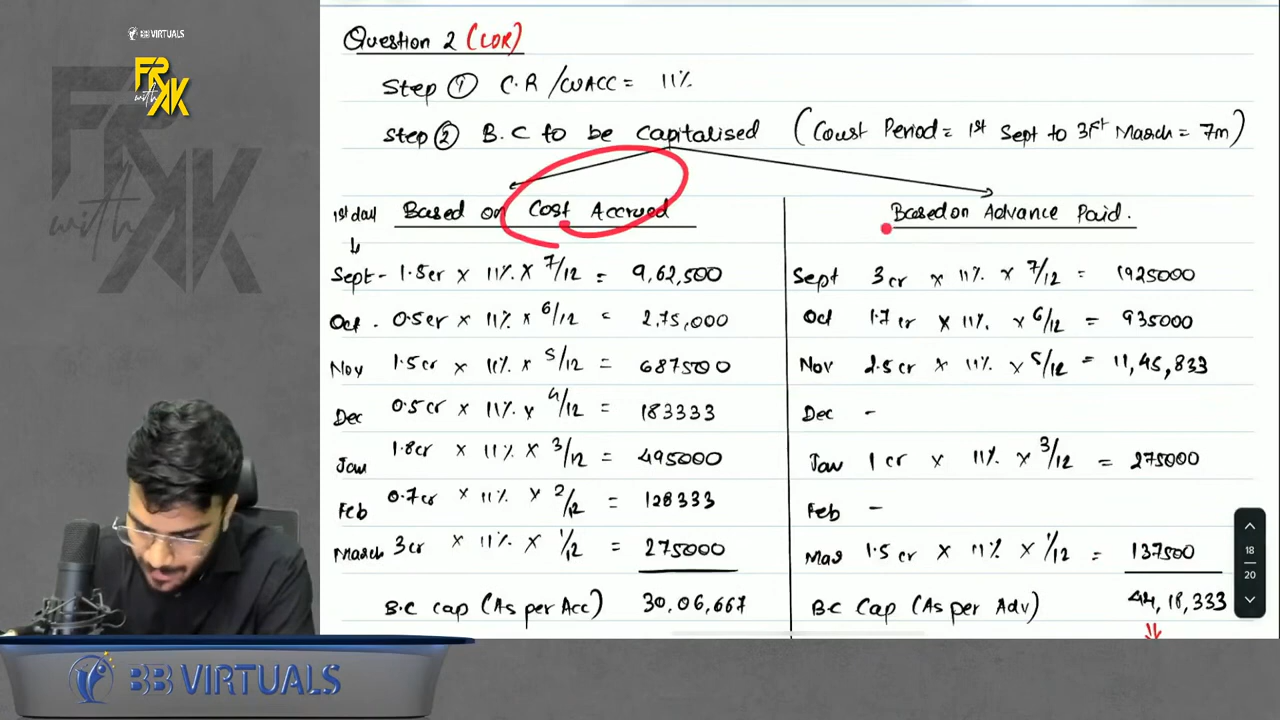 BB VIRTUALS
FR
with
KK
FR
with
KK
Question 2 (LDR)
Step ① C.R /WACC = 11%
Step ② B.C to be capitalised (Const Period = 1st Sept to 31st March = 7m)
1st day Based on Cost Accrued
Sept - 1.5cr × 11% × 7/12 = 9,62,500
Oct - 0.5cr × 11% × 6/12 = 2,75,000
Nov 1.5cr × 11% × 5/12 = 687500
Dec 0.5cr × 11% × 4/12 = 183333
Jan 1.8cr × 11% × 3/12 = 495000
Feb 0.7cr × 11% × 2/12 = 128333
March 3cr × 11% × 1/12 = 275000
B.C cap (As per Acc) 30,06,667
Based on Advance Paid.
Sept 3cr × 11% × 7/12 = 1925000
Oct 1.7cr × 11% × 6/12 = 935000
Nov 2.5cr × 11% × 5/12 = 11,45,833
Dec -
Jan 1cr × 11% × 3/12 = 275000
Feb -
Mar 1.5cr × 11% × 1/12 = 137500
B.C Cap (As per Adv) 44,18,333
18
20
BB VIRTUALS